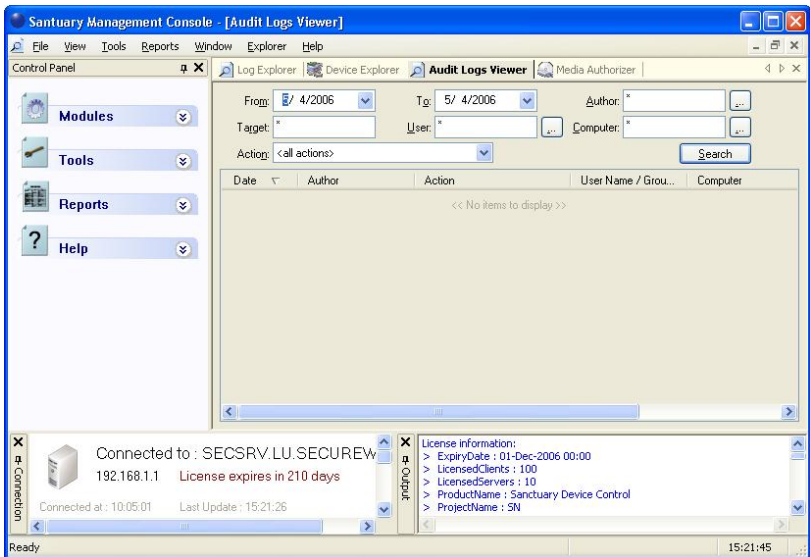 Santuary Management Console - [Audit Logs Viewer]
File View Tools Reports Window Explorer Help
Control Panel
Log Explorer Device Explorer Audit Logs Viewer Media Authorizer
Modules
Tools
Reports
Help
From: 5/ 4/2006 To: 5/ 4/2006 Author: * ...
Target: * User: * ... Computer: * ...
Action: <all actions> Search
Date Author Action User Name / Grou... Computer
<< No items to display >>
Connection
Connected to : SECSRV.LU.SECUREW
192.168.1.1 License expires in 210 days
Connected at : 10:05:01 Last Update : 15:21:26
Output
License information:
> ExpiryDate : 01-Dec-2006 00:00
> LicensedClients : 100
> LicensedServers : 10
> ProductName : Sanctuary Device Control
> ProjectName : SN
Ready 15:21:45